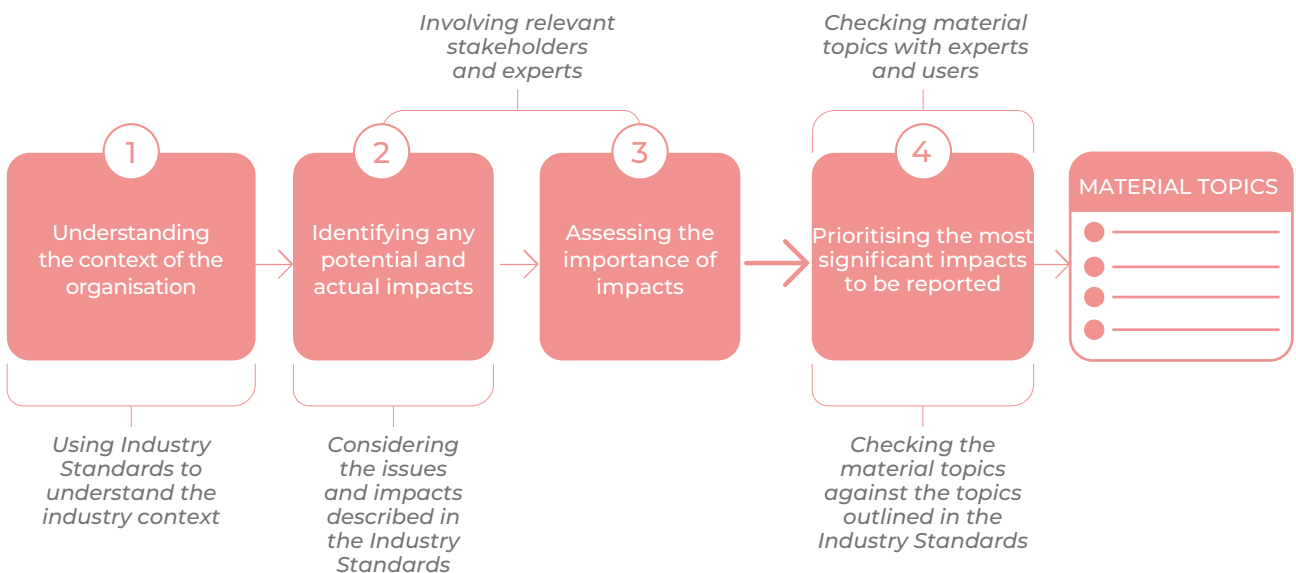 Involving relevant
stakeholders
and experts
Checking material
topics with experts
and users
1
2
3
4
Understanding
the context of the
organisation
Identifying any
potential and
actual impacts
Assessing the
importance of
impacts
Prioritising the most
significant impacts
to be reported
MATERIAL TOPICS
Using Industry
Standards to
understand the
industry context
Considering
the issues
and impacts
described in
the Industry
Standards
Checking the
material topics
against the topics
outlined in the
Industry Standards